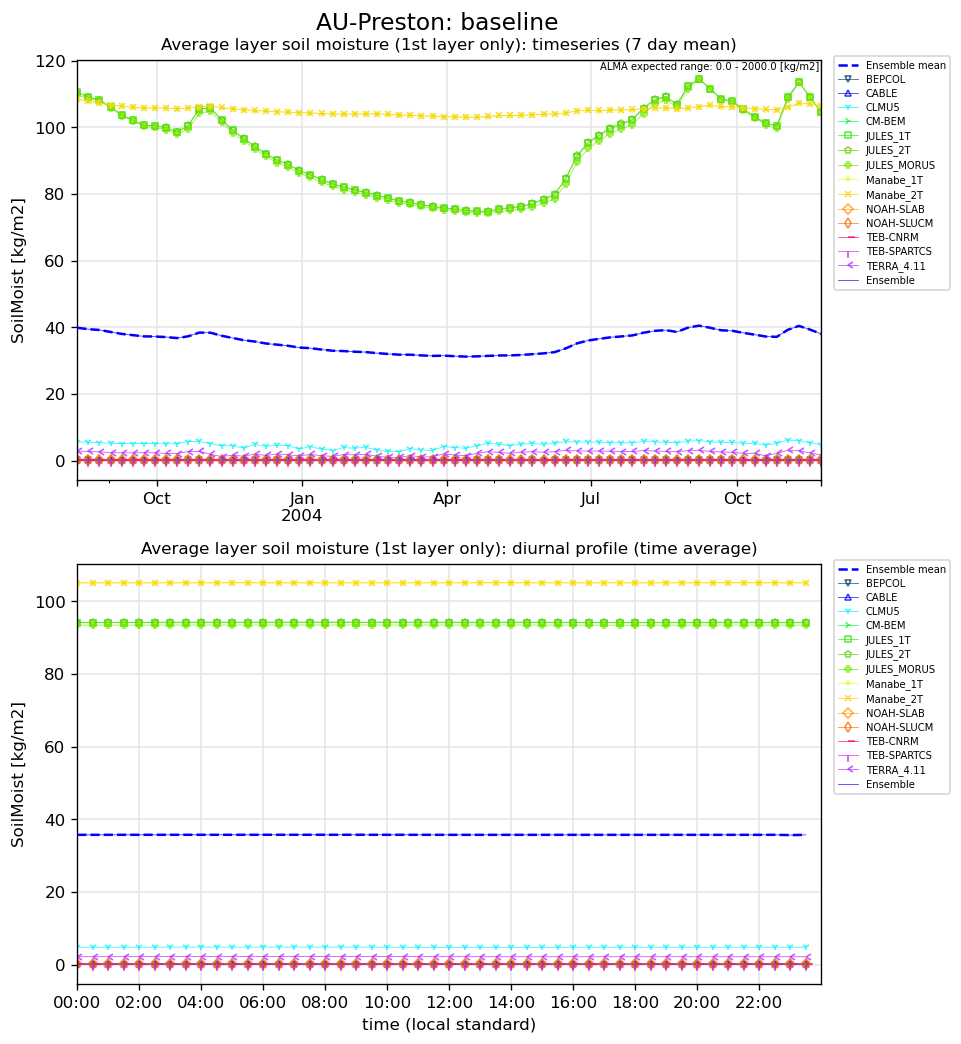 AU-Preston: baseline
Average layer soil moisture (1st layer only): timeseries (7 day mean)
ALMA expected range: 0.0 - 2000.0 [kg/m2]
120
100
80
60
40
20
0
SoilMoist [kg/m2]
Oct
Jan
2004
Apr
Jul
Oct
Ensemble mean
BEPCOL
CABLE
CLMU5
CM-BEM
JULES_1T
JULES_2T
JULES_MORUS
Manabe_1T
Manabe_2T
NOAH-SLAB
NOAH-SLUCM
TEB-CNRM
TEB-SPARTCS
TERRA_4.11
Ensemble
Average layer soil moisture (1st layer only): diurnal profile (time average)
100
80
60
40
20
0
SoilMoist [kg/m2]
00:00
02:00
04:00
06:00
08:00
10:00
12:00
14:00
16:00
18:00
20:00
22:00
time (local standard)
Ensemble mean
BEPCOL
CABLE
CLMU5
CM-BEM
JULES_1T
JULES_2T
JULES_MORUS
Manabe_1T
Manabe_2T
NOAH-SLAB
NOAH-SLUCM
TEB-CNRM
TEB-SPARTCS
TERRA_4.11
Ensemble